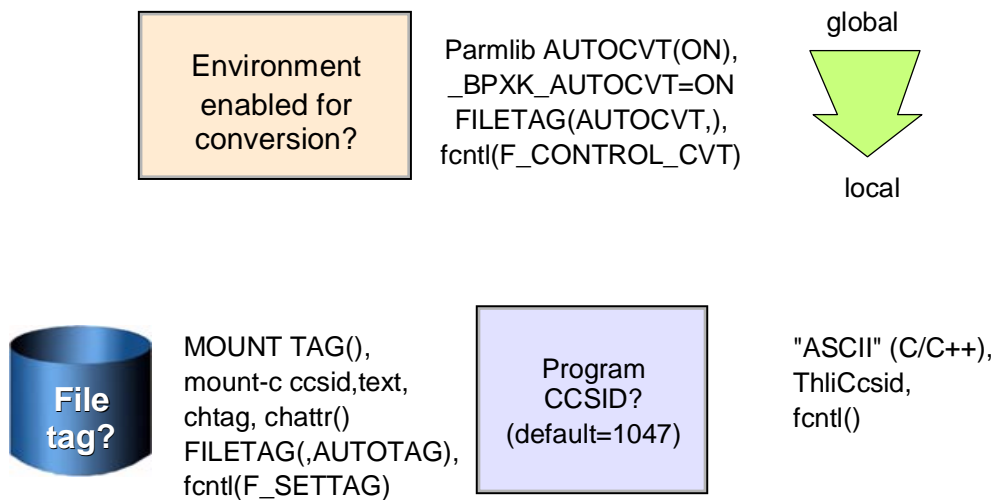 Environment
enabled for
conversion?
Parmlib AUTOCVT(ON),
_BPXK_AUTOCVT=ON
FILETAG(AUTOCVT,),
fcntl(F_CONTROL_CVT)
global
local
File
tag?
MOUNT TAG(),
mount-c ccsid,text,
chtag, chattr()
FILETAG(,AUTOTAG),
fcntl(F_SETTAG)
Program
CCSID?
(default=1047)
"ASCII" (C/C++),
ThliCcsid,
fcntl()